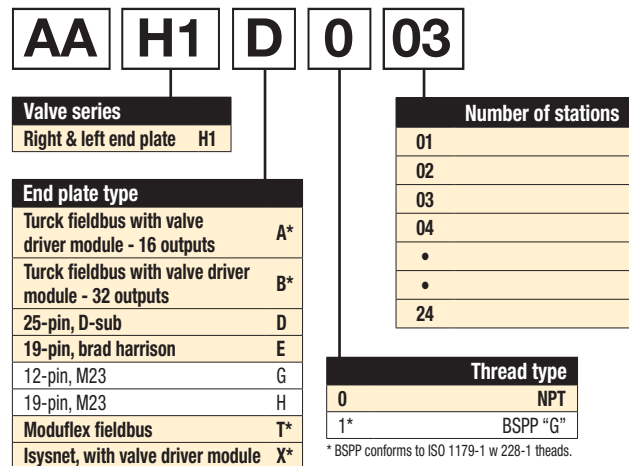 AA H1 D 0 03
Valve series
Right & left end plate H1
Number of stations
01
02
03
04
•
•
24
End plate type
Turck fieldbus with valve
driver module - 16 outputs A*
Turck fieldbus with valve driver
module - 32 outputs B*
25-pin, D-sub D
19-pin, brad harrison E
12-pin, M23 G
19-pin, M23 H
Moduflex fieldbus T*
Isysnet, with valve driver module X*
Thread type
0 NPT
1* BSPP “G”
* BSPP conforms to ISO 1179-1 w 228-1 theads.